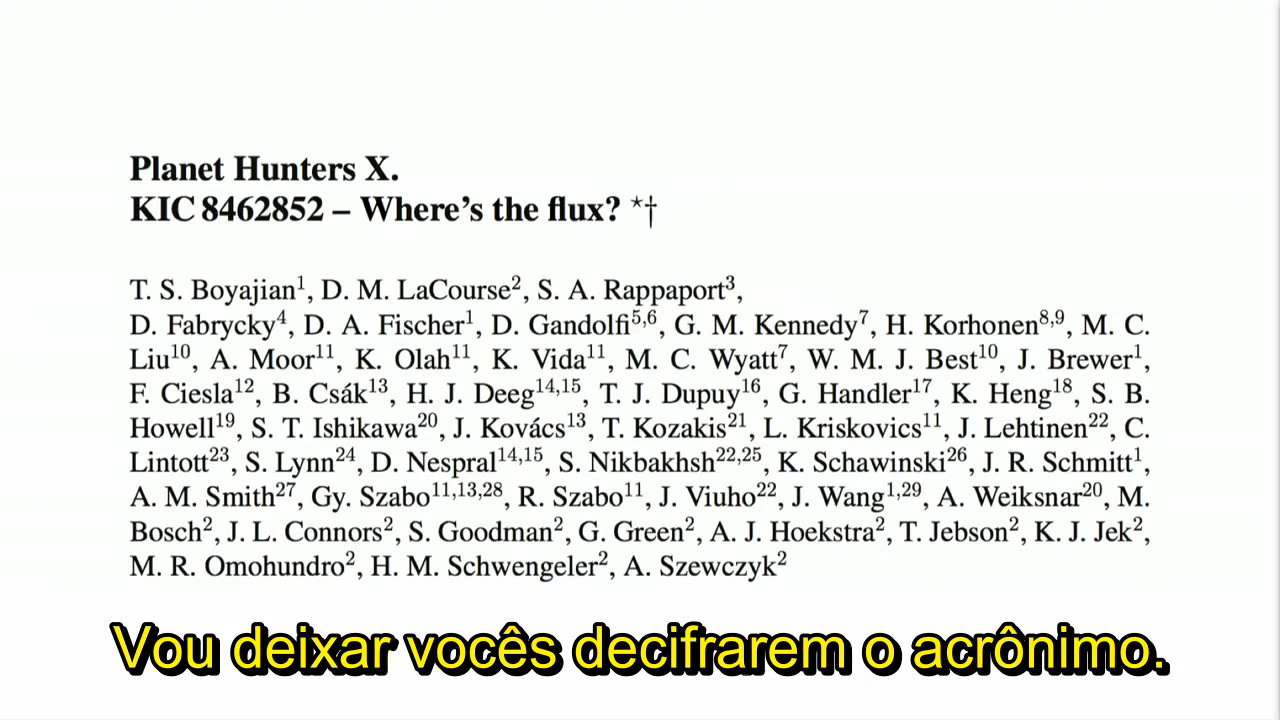 Planet Hunters X.
KIC 8462852 – Where's the flux? *†
T. S. Boyajian1, D. M. LaCourse2, S. A. Rappaport3,
D. Fabrycky4, D. A. Fischer1, D. Gandolfi5,6, G. M. Kennedy7, H. Korhonen8,9, M. C.
Liu10, A. Moor11, K. Olah11, K. Vida11, M. C. Wyatt7, W. M. J. Best10, J. Brewer1,
F. Ciesla12, B. Csák13, H. J. Deeg14,15, T. J. Dupuy16, G. Handler17, K. Heng18, S. B.
Howell19, S. T. Ishikawa20, J. Kovács13, T. Kozakis21, L. Kriskovics11, J. Lehtinen22, C.
Lintott23, S. Lynn24, D. Nespral14,15, S. Nikbakhsh22,25, K. Schawinski26, J. R. Schmitt1,
A. M. Smith27, Gy. Szabo11,13,28, R. Szabo11, J. Viuho22, J. Wang1,29, A. Weiksnar20, M.
Bosch2, J. L. Connors2, S. Goodman2, G. Green2, A. J. Hoekstra2, T. Jebson2, K. J. Jek2,
M. R. Omohundro2, H. M. Schwengeler2, A. Szewczyk2
Vou deixar vocês decifrarem o acrônimo.